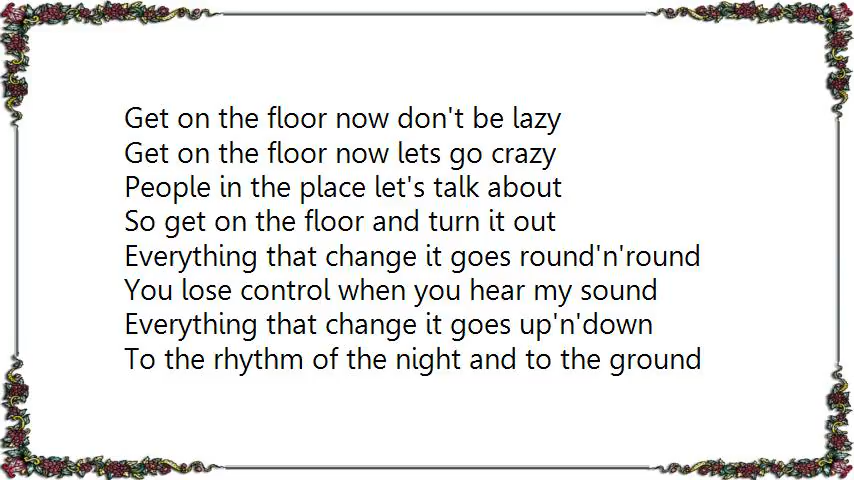 Get on the floor now don't be lazy
Get on the floor now lets go crazy
People in the place let's talk about
So get on the floor and turn it out
Everything that change it goes round'n'round
You lose control when you hear my sound
Everything that change it goes up'n'down
To the rhythm of the night and to the ground